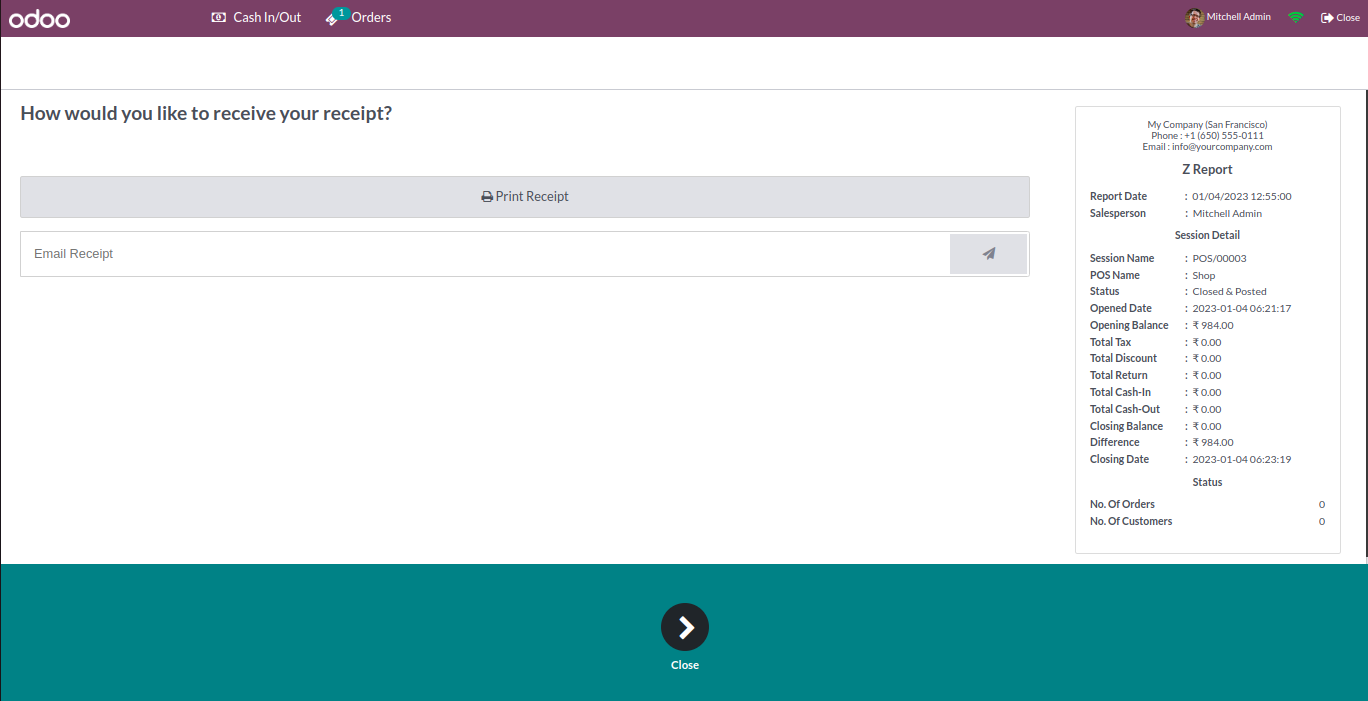 odoo
Cash In/Out
1
Orders
Mitchell Admin
Close
How would you like to receive your receipt?
Print Receipt
Email Receipt
My Company (San Francisco)
Phone : +1 (650) 555-0111
Email : info@yourcompany.com
Z Report
Report Date : 01/04/2023 12:55:00
Salesperson : Mitchell Admin
Session Detail
Session Name : POS/00003
POS Name : Shop
Status : Closed & Posted
Opened Date : 2023-01-04 06:21:17
Opening Balance : ₹ 984.00
Total Tax : ₹ 0.00
Total Discount : ₹ 0.00
Total Return : ₹ 0.00
Total Cash-In : ₹ 0.00
Total Cash-Out : ₹ 0.00
Closing Balance : ₹ 0.00
Difference : ₹ 984.00
Closing Date : 2023-01-04 06:23:19
Status
No. Of Orders 0
No. Of Customers 0
Close